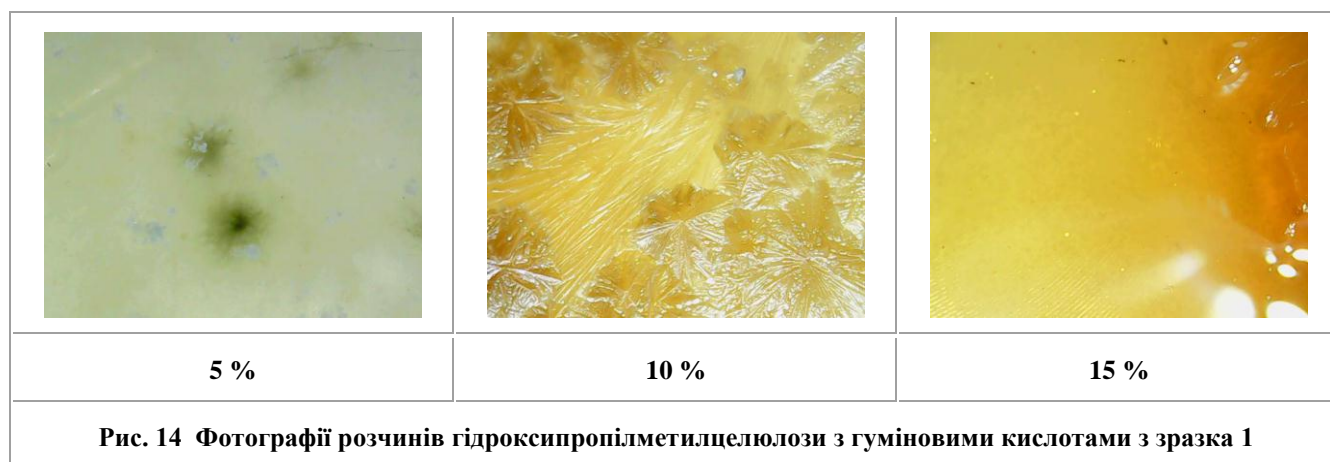 5 %
10 %
15 %
Рис. 14 Фотографії розчинів гідроксипропілметилцелюлози з гуміновими кислотами з зразка 1